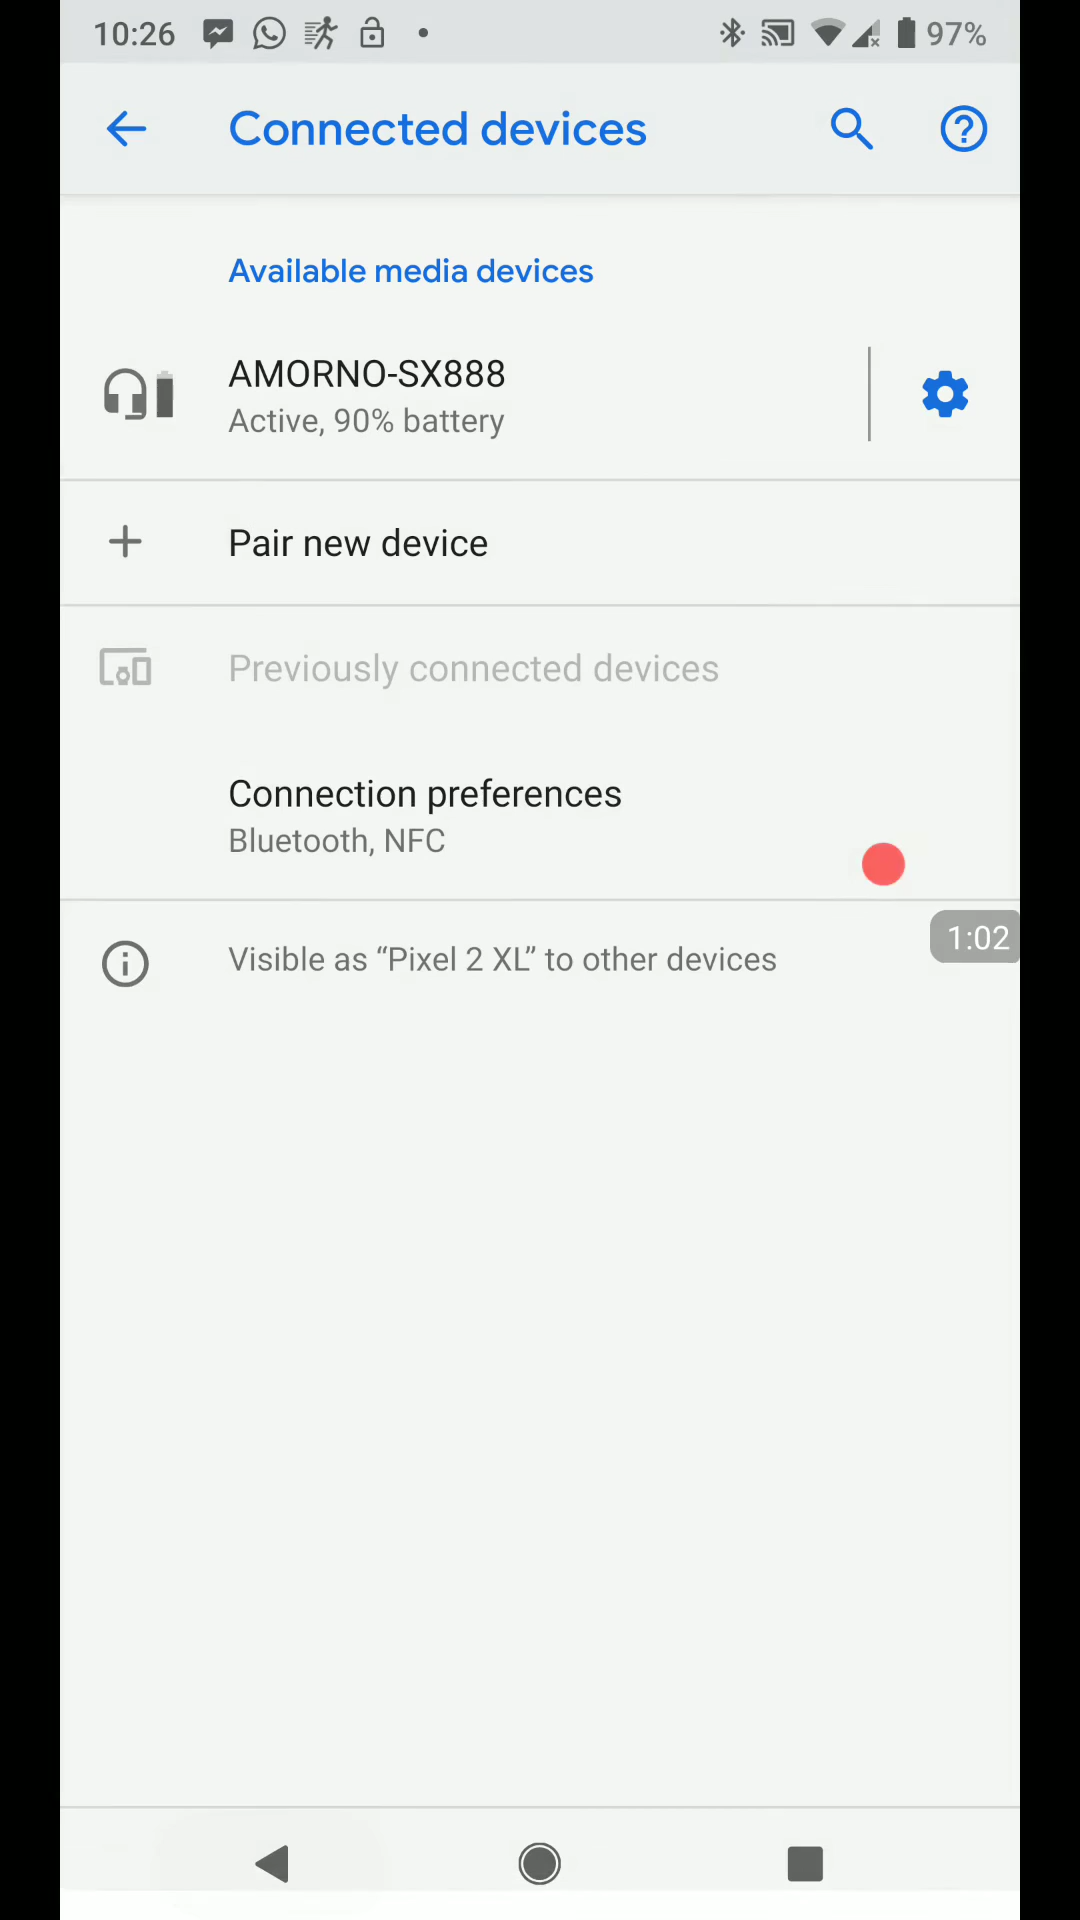 10:26
97%
Connected devices
Available media devices
AMORNO-SX888
Active, 90% battery
Pair new device
Previously connected devices
Connection preferences
Bluetooth, NFC
1:02
Visible as “Pixel 2 XL” to other devices